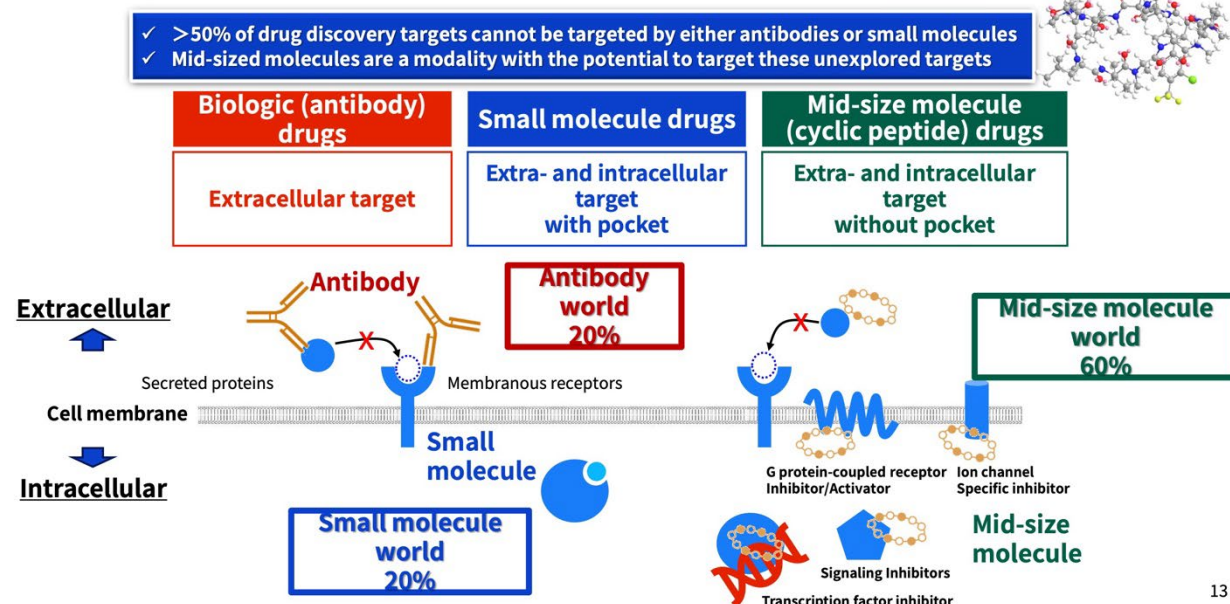 ✓ >50% of drug discovery targets cannot be targeted by either antibodies or small molecules
✓ Mid-sized molecules are a modality with the potential to target these unexplored targets
Biologic (antibody)
drugs
Small molecule drugs
Mid-size molecule
(cyclic peptide) drugs
Extracellular target
Extra- and intracellular
target
with pocket
Extra- and intracellular
target
without pocket
Extracellular
Antibody
Antibody
world
20%
Mid-size molecule
world
60%
X
X
Secreted proteins
Membranous receptors
Cell membrane
Intracellular
Small
molecule
G protein-coupled receptor
Inhibitor/Activator
Ion channel
Specific inhibitor
Small molecule
world
20%
Mid-size
molecule
Signaling Inhibitors
Transcription factor inhibitor
13